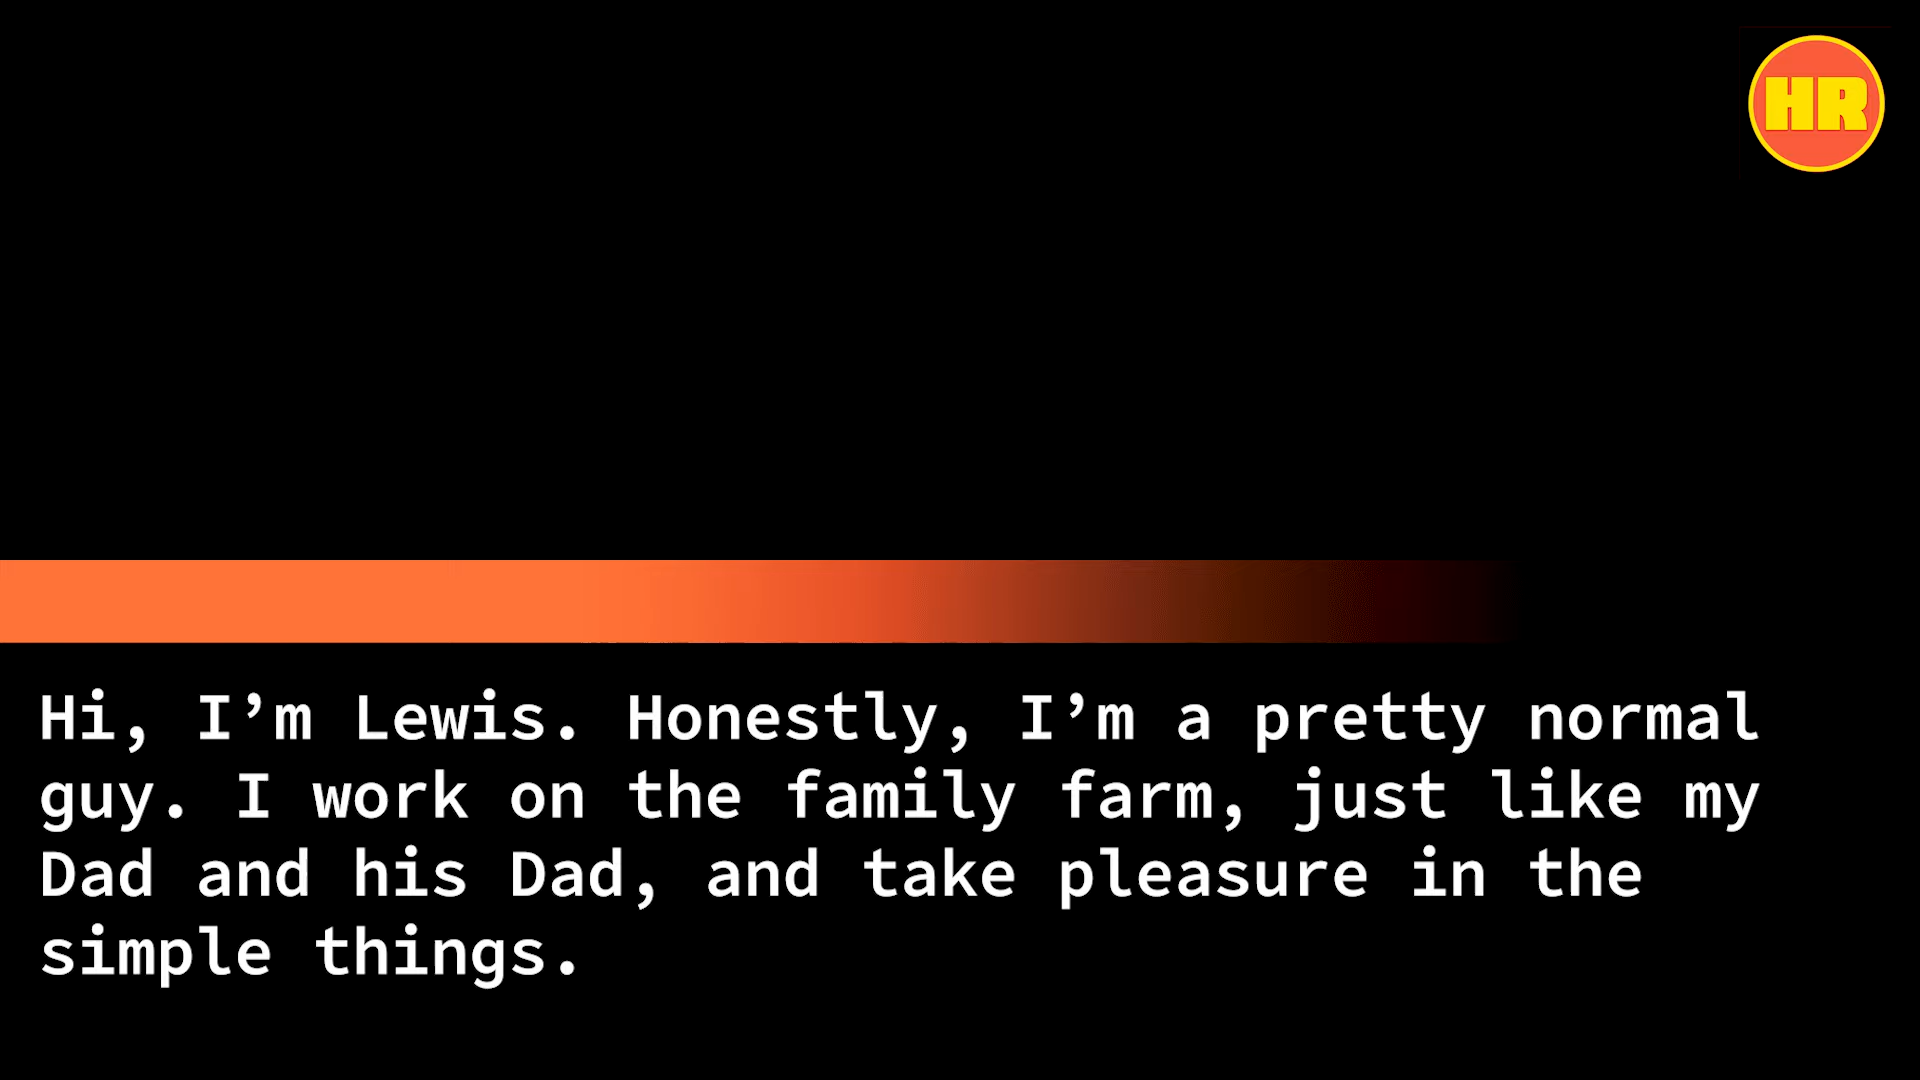 HR
Hi, I’m Lewis. Honestly, I’m a pretty normal
guy. I work on the family farm, just like my
Dad and his Dad, and take pleasure in the
simple things.